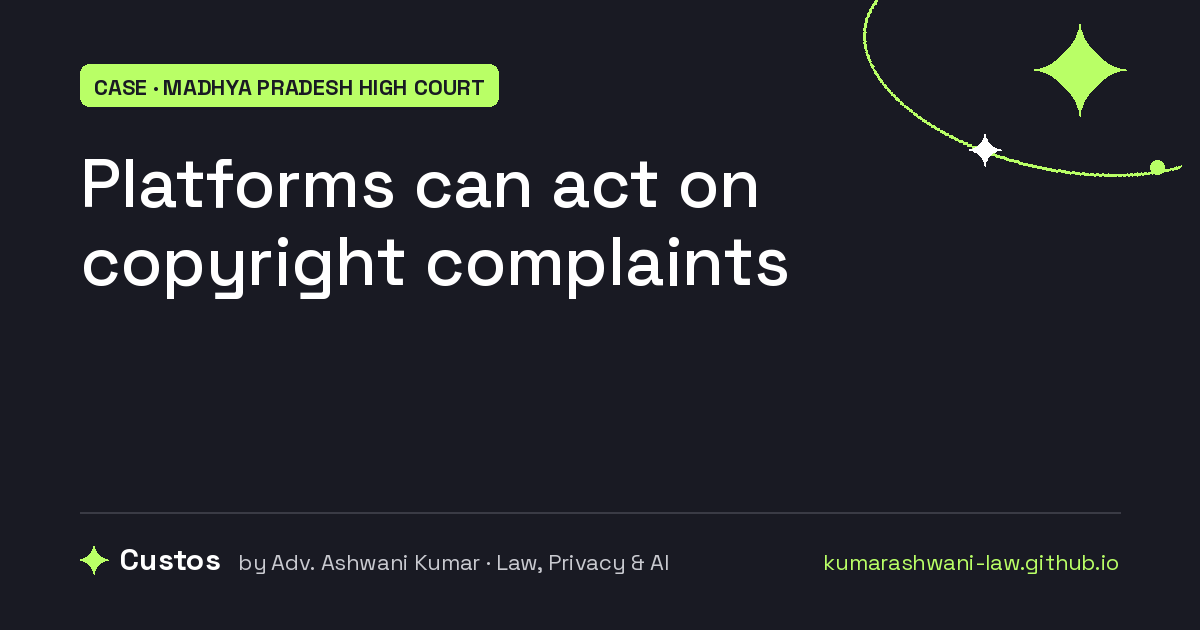 CASE · MADHYA PRADESH HIGH COURT
Platforms can act on
copyright complaints
Custos by Adv. Ashwani Kumar · Law, Privacy & AI
kumarashwani-law.github.io